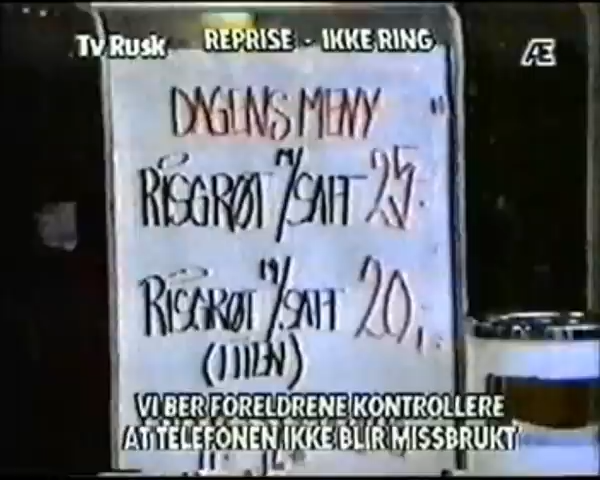 Tv Rusk
REPRISE - IKKE RING
Æ
DAGENS MENY
RISGRØT M/SAFT 25,-
RISGRØT M/SAFT 20,-
(LITEN)
VI BER FORELDRENE KONTROLLERE
AT TELEFONEN IKKE BLIR MISSBRUKT